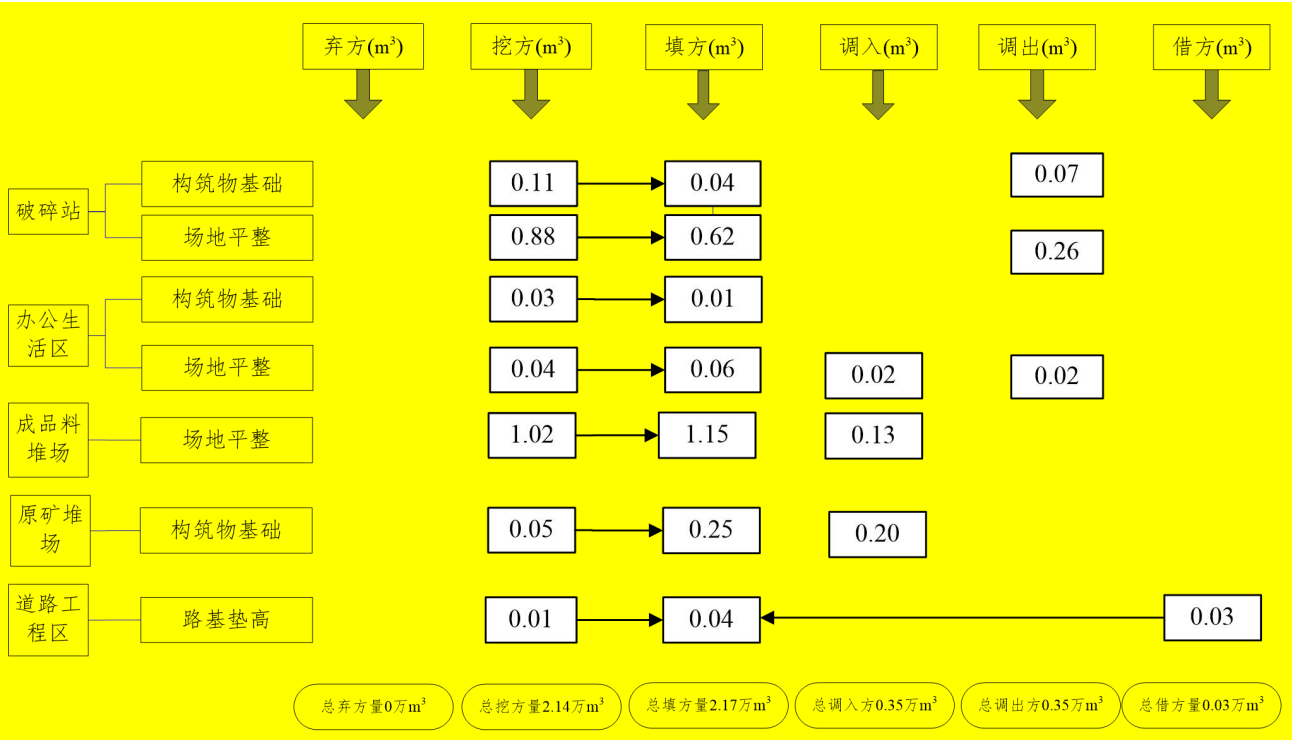 弃方(m³)
挖方(m³)
填方(m³)
调入(m³)
调出(m³)
借方(m³)
破碎站
构筑物基础
0.11
0.04
0.07
场地平整
0.88
0.62
0.26
办公生
活区
构筑物基础
0.03
0.01
场地平整
0.04
0.06
0.02
0.02
成品料
堆场
场地平整
1.02
1.15
0.13
原矿堆
场
构筑物基础
0.05
0.25
0.20
道路工
程区
路基垫高
0.01
0.04
0.03
总弃方量0万m³
总挖方量2.14万m³
总填方量2.17万m³
总调入方0.35万m³
总调出方0.35万m³
总借方量0.03万m³